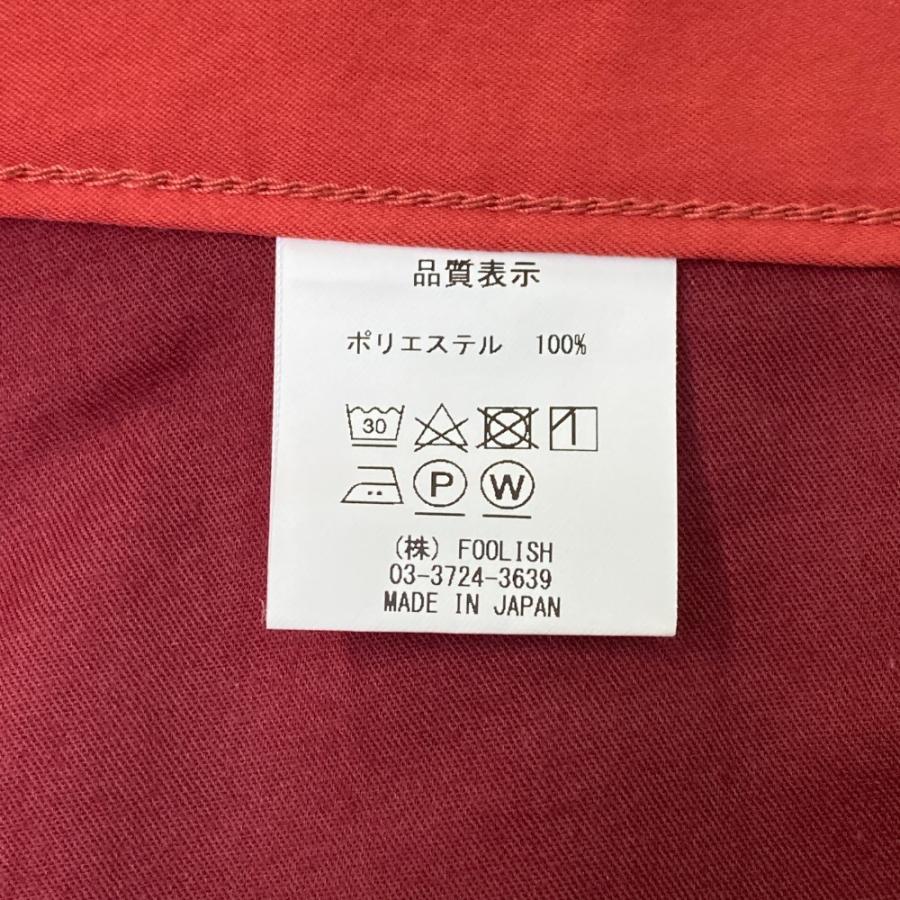 品質表示
ポリエステル 100%
30
P W
(株) FOOLISH
03-3724-3639
MADE IN JAPAN